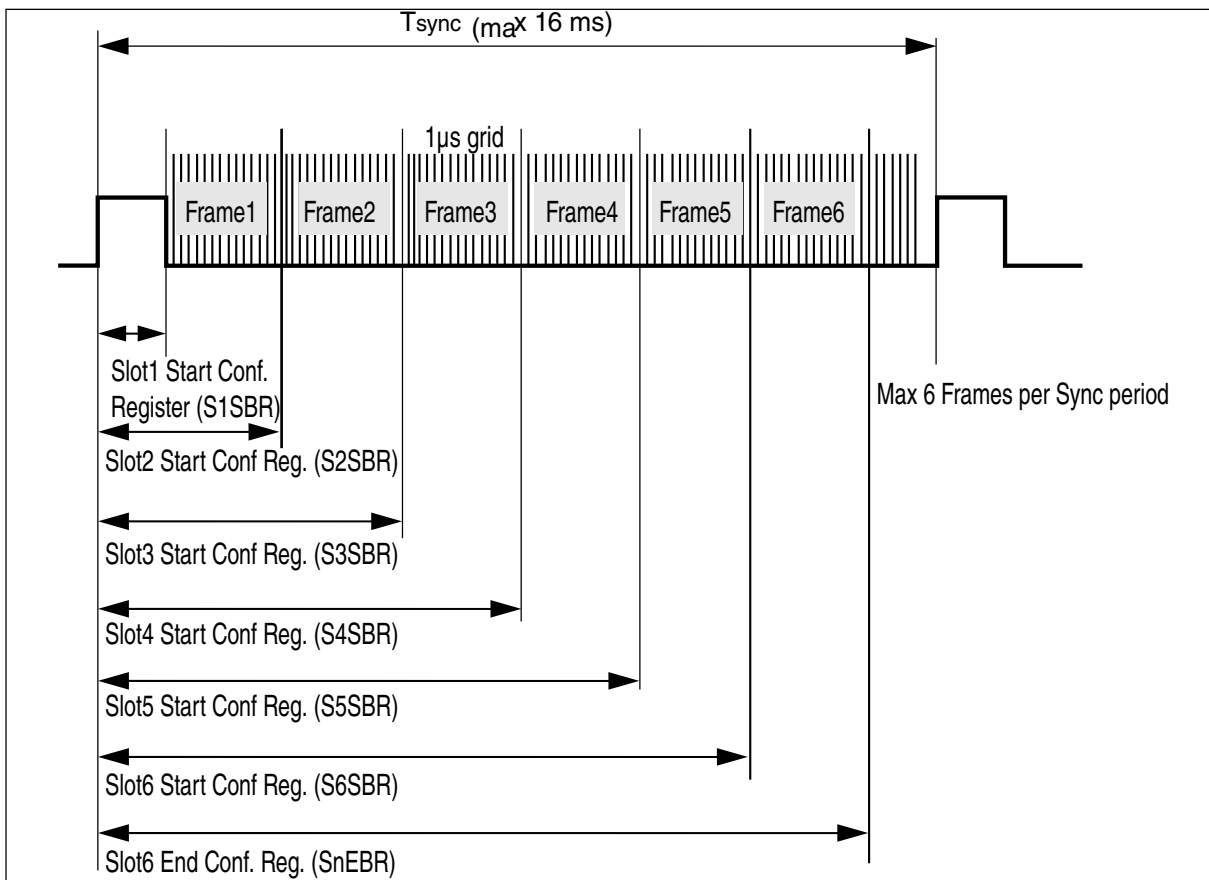 Tsync (max 16 ms)
1µs grid
Frame1 Frame2 Frame3 Frame4 Frame5 Frame6
Slot1 Start Conf.
Register (S1SBR)
Max 6 Frames per Sync period
Slot2 Start Conf Reg. (S2SBR)
Slot3 Start Conf Reg. (S3SBR)
Slot4 Start Conf Reg. (S4SBR)
Slot5 Start Conf Reg. (S5SBR)
Slot6 Start Conf Reg. (S6SBR)
Slot6 End Conf. Reg. (SnEBR)